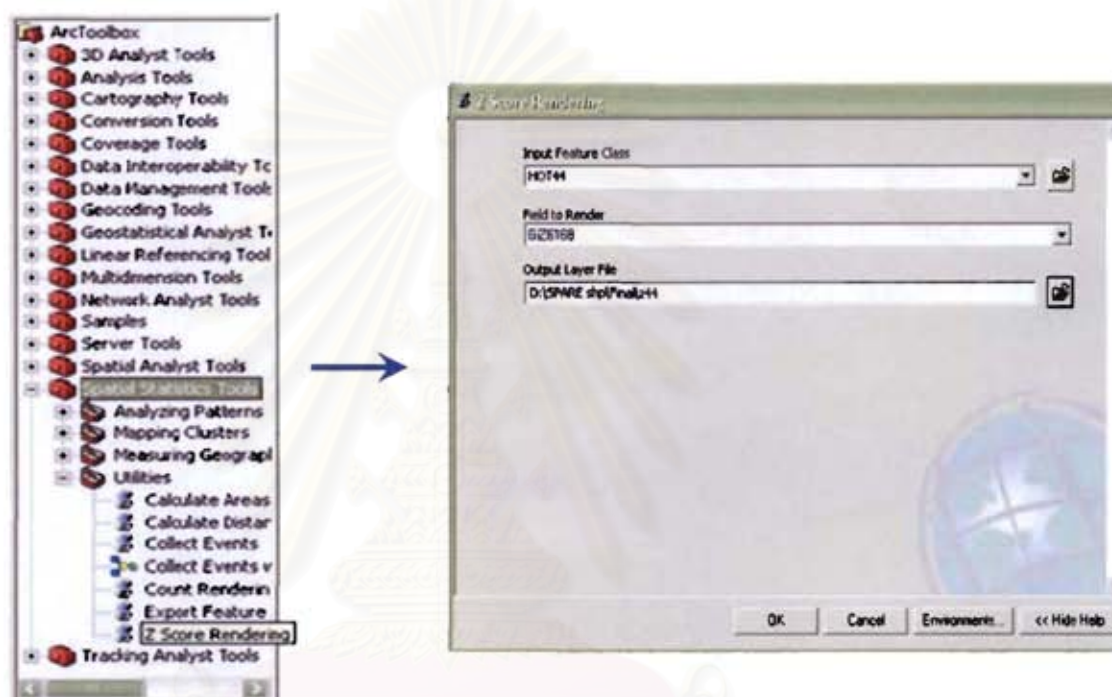 ArcToolbox
3D Analyst Tools
Analysis Tools
Cartography Tools
Conversion Tools
Coverage Tools
Data Interoperability Tc
Data Management Tools
Geocoding Tools
Geostatistical Analyst T
Linear Referencing Tool
Multidimension Tools
Network Analyst Tools
Samples
Server Tools
Spatial Analyst Tools
Spatial Statistics Tools
Analyzing Patterns
Mapping Clusters
Measuring Geograpl
Utilities
Calculate Areas
Calculate Distar
Collect Events
Collect Events v
Count Renderin
Export Feature
Z Score Rendering
Tracking Analyst Tools
Z Score Rendering
Input Feature Class
HOT44
Field to Render
Output Layer File
OK Cancel Environments... << Hide Help